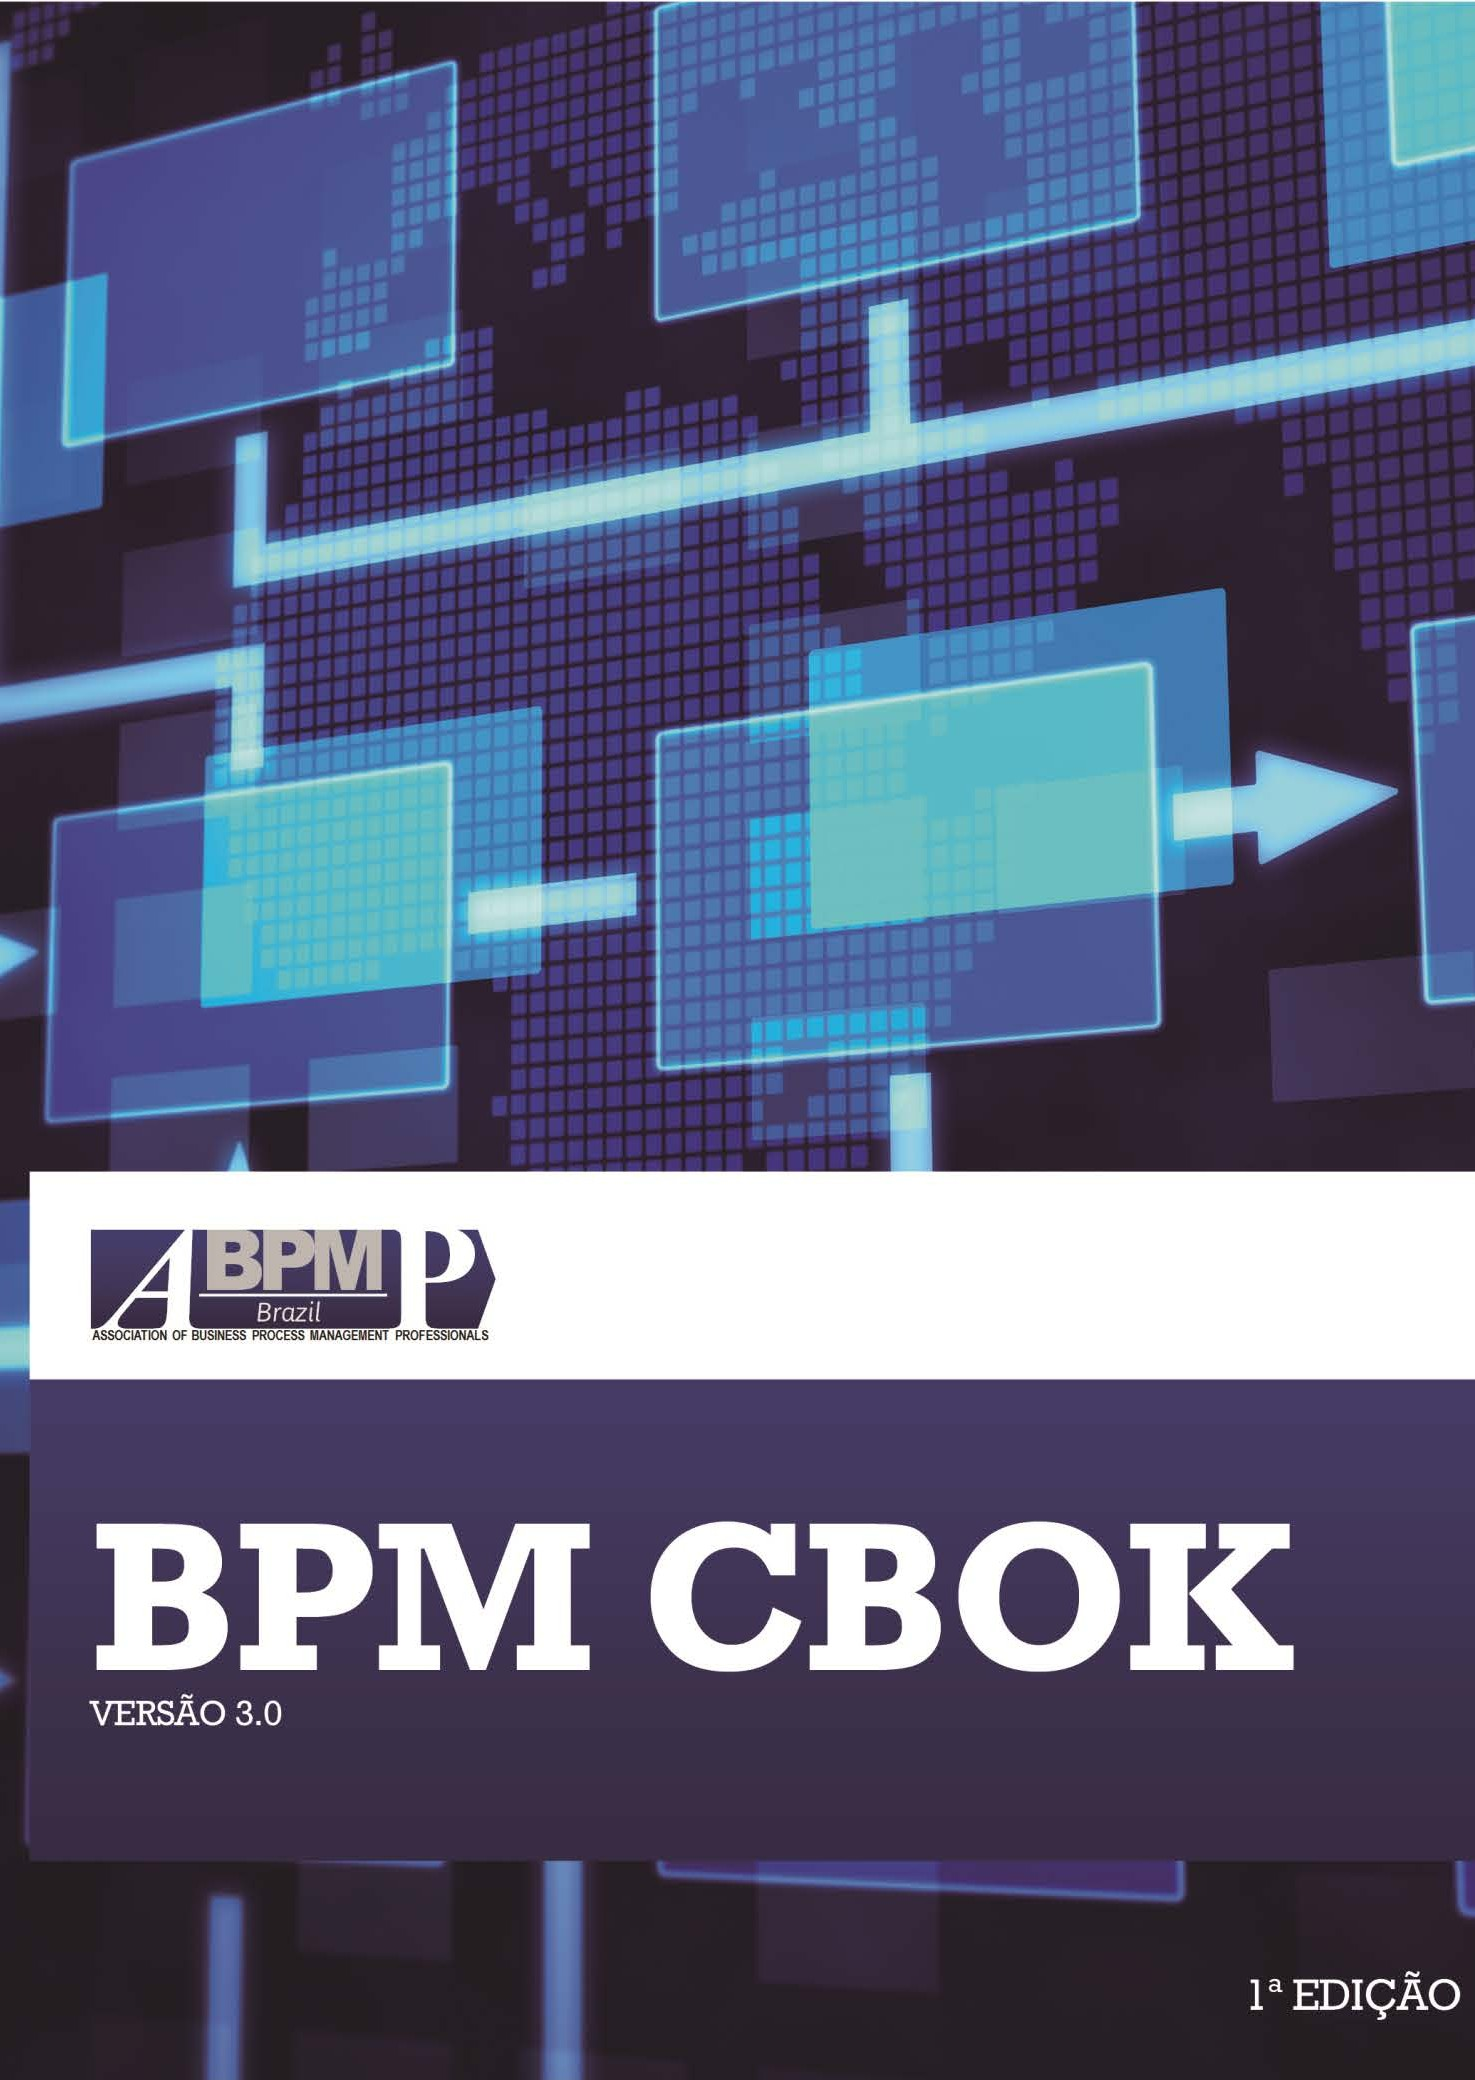 ABPMP
Brazil
ASSOCIATION OF BUSINESS PROCESS MANAGEMENT PROFESSIONALS
BPM CBOK
VERSÃO 3.0
1ª EDIÇÃO